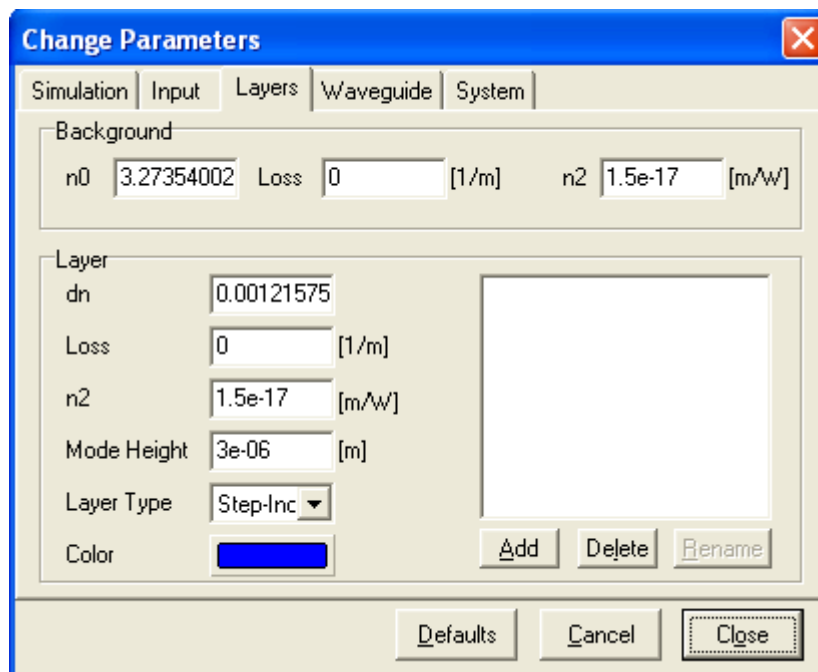 Change Parameters
Simulation Input Layers Waveguide System
Background
n0 3.27354002 Loss 0 [1/m] n2 1.5e-17 [m/W]
Layer
dn 0.00121575
Loss 0 [1/m]
n2 1.5e-17 [m/W]
Mode Height 3e-06 [m]
Layer Type Step-Inc
Color
Add Delete Rename
Defaults Cancel Close